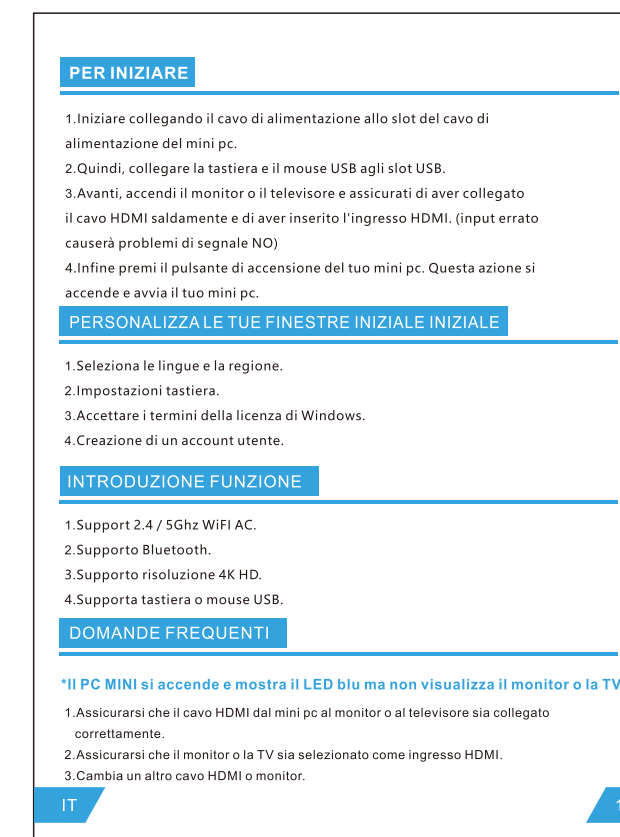 PER INIZIARE
1.Iniziare collegando il cavo di alimentazione allo slot del cavo di
alimentazione del mini pc.
2.Quindi, collegare la tastiera e il mouse USB agli slot USB.
3.Avanti, accendi il monitor o il televisore e assicurati di aver collegato
il cavo HDMI saldamente e di aver inserito l'ingresso HDMI. (input errato
causerà problemi di segnale NO)
4.Infine premi il pulsante di accensione del tuo mini pc. Questa azione si
accende e avvia il tuo mini pc.
PERSONALIZZA LE TUE FINESTRE INIZIALE INIZIALE
1.Seleziona le lingue e la regione.
2.Impostazioni tastiera.
3.Accettare i termini della licenza di Windows.
4.Creazione di un account utente.
INTRODUZIONE FUNZIONE
1.Support 2.4 / 5Ghz WiFI AC.
2.Supporto Bluetooth.
3.Supporto risoluzione 4K HD.
4.Supporta tastiera o mouse USB.
DOMANDE FREQUENTI
*Il PC MINI si accende e mostra il LED blu ma non visualizza il monitor o la TV
1.Assicurarsi che il cavo HDMI dal mini pc al monitor o al televisore sia collegato
correttamente.
2.Assicurarsi che il monitor o la TV sia selezionato come ingresso HDMI.
3.Cambia un altro cavo HDMI o monitor.
IT